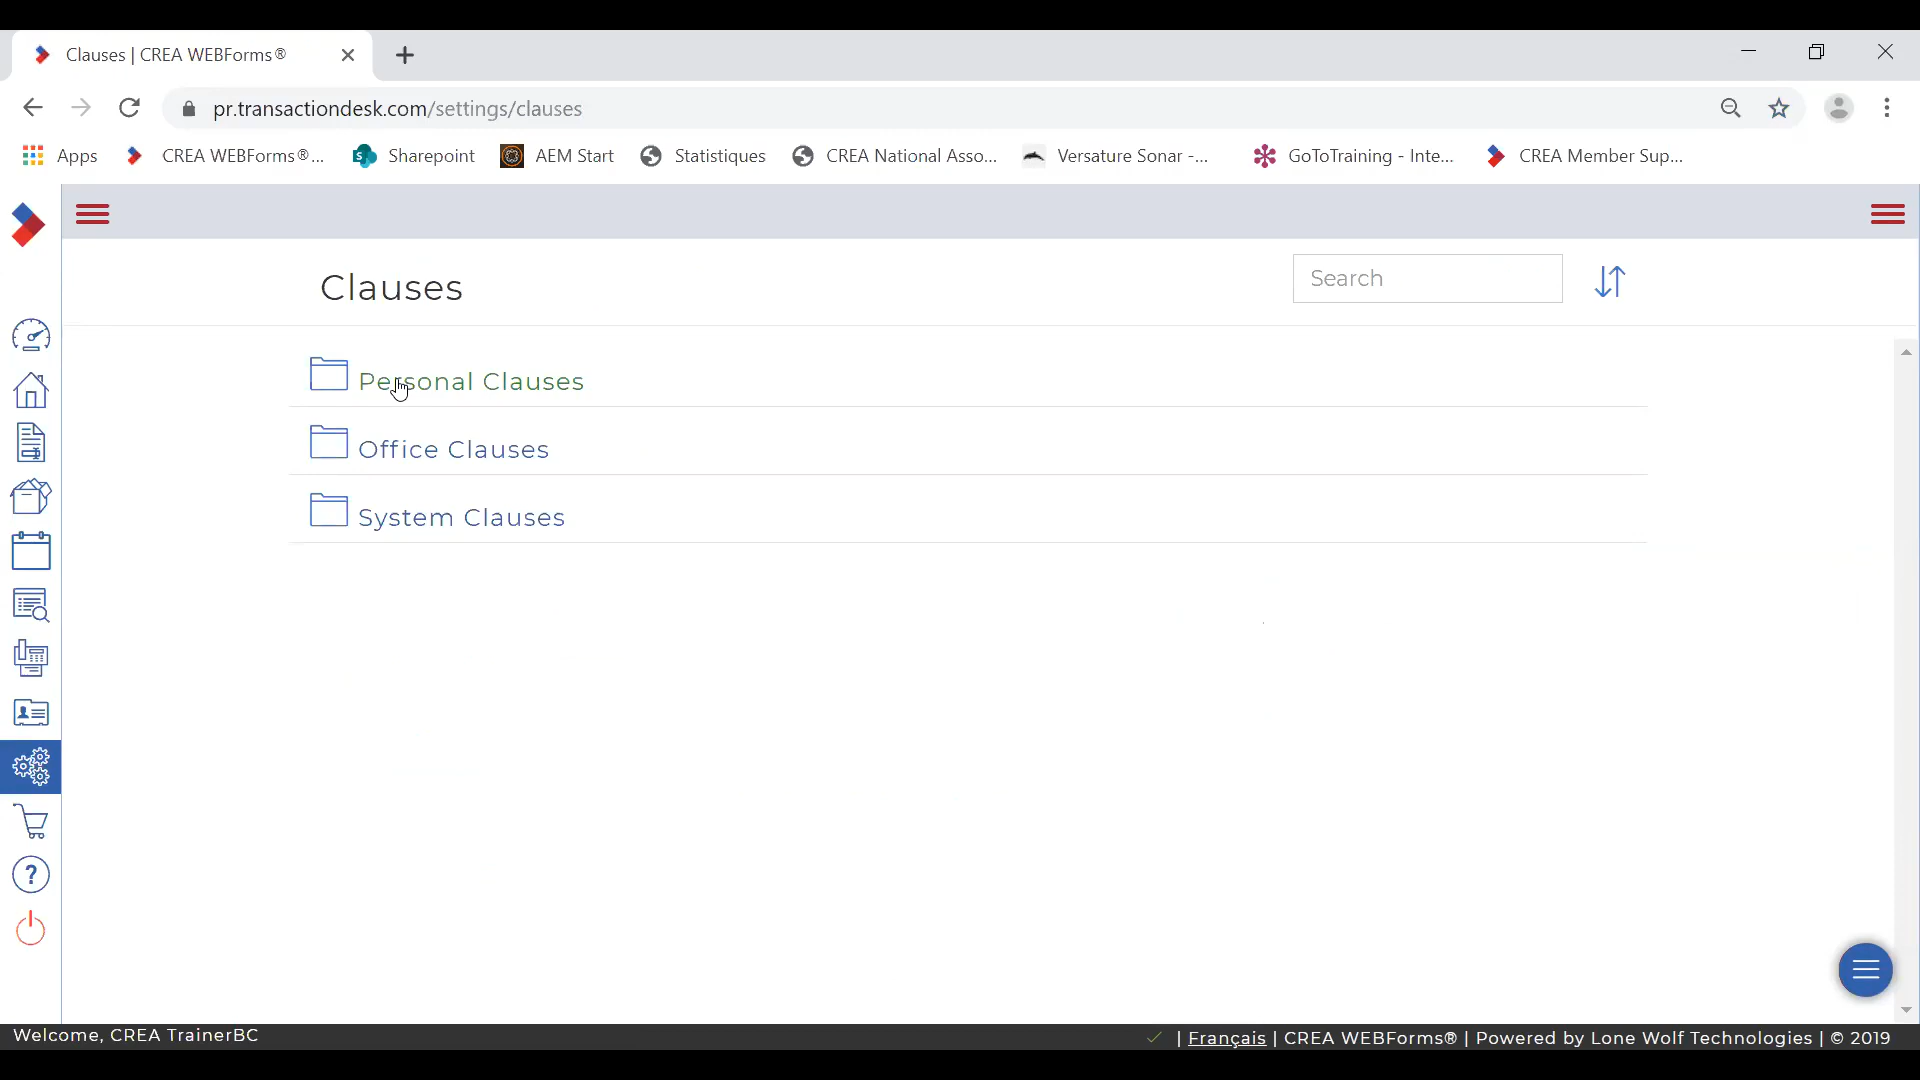 Clauses | CREA WEBForms®
pr.transactiondesk.com/settings/clauses
Apps CREA WEBForms®... Sharepoint AEM Start Statistiques CREA National Asso... Versature Sonar -... GoToTraining - Inte... CREA Member Sup...
Clauses
Search
Personal Clauses
Office Clauses
System Clauses
?
Welcome, CREA TrainerBC
| Français | CREA WEBForms® | Powered by Lone Wolf Technologies | © 2019